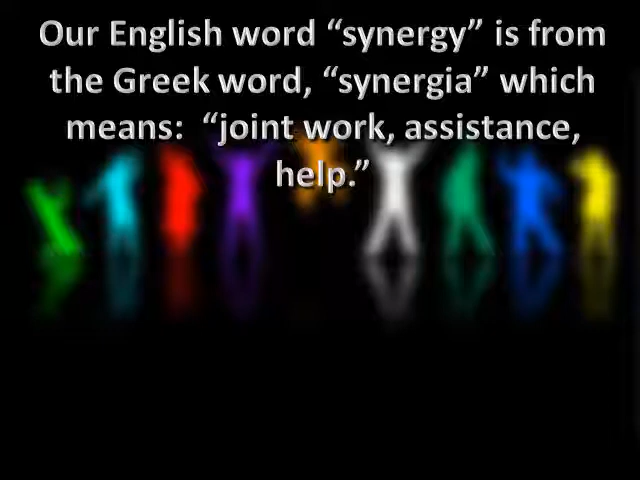 Our English word “synergy” is from
the Greek word, “synergia” which
means:  “joint work, assistance,
help.”